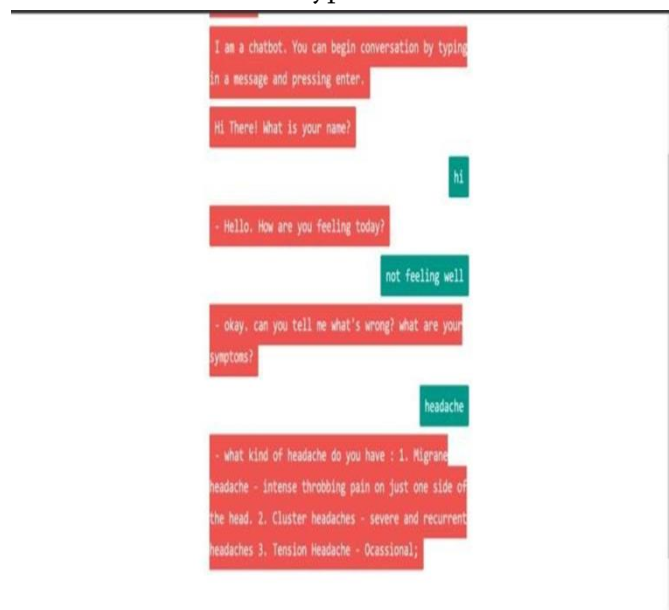 I am a chatbot. You can begin conversation by typing
in a message and pressing enter.
Hi There! What is your name?
hi
- Hello. How are you feeling today?
not feeling well
- okay. can you tell me what's wrong? what are your
symptoms?
headache
- what kind of headache do you have : 1. Migrane
headache - intense throbbing pain on just one side of
the head. 2. Cluster headaches - severe and recurrent
headaches 3. Tension Headache - Ocassional;